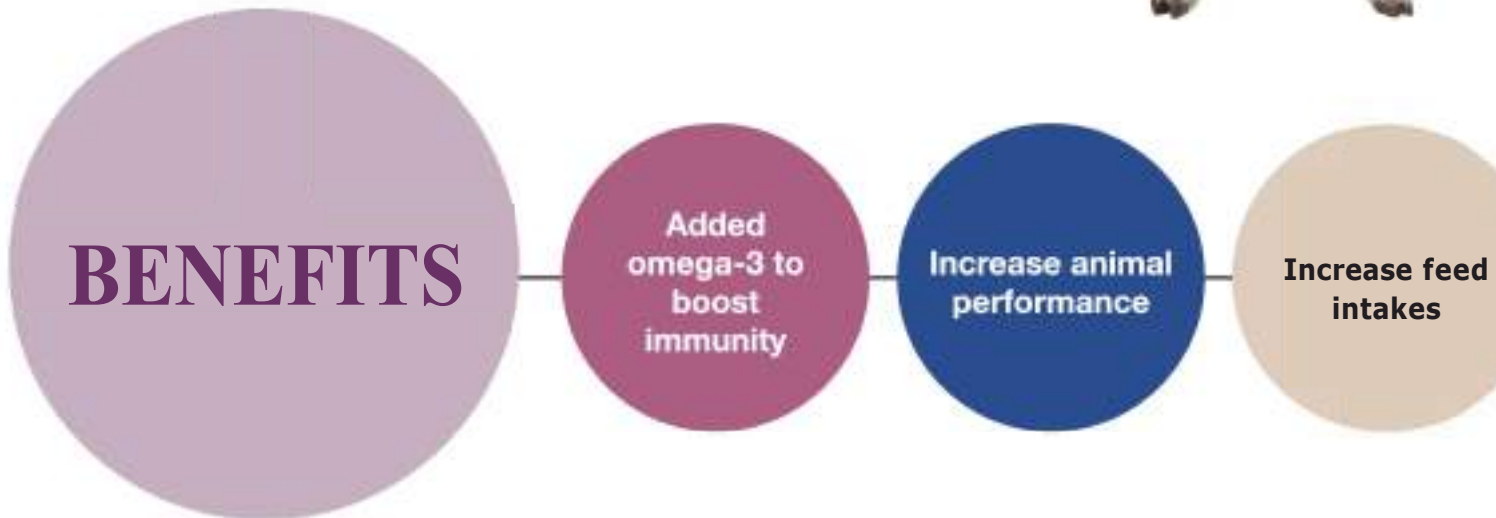 BENEFITS
Added
omega-3 to
boost
immunity
Increase animal
performance
Increase feed
intakes